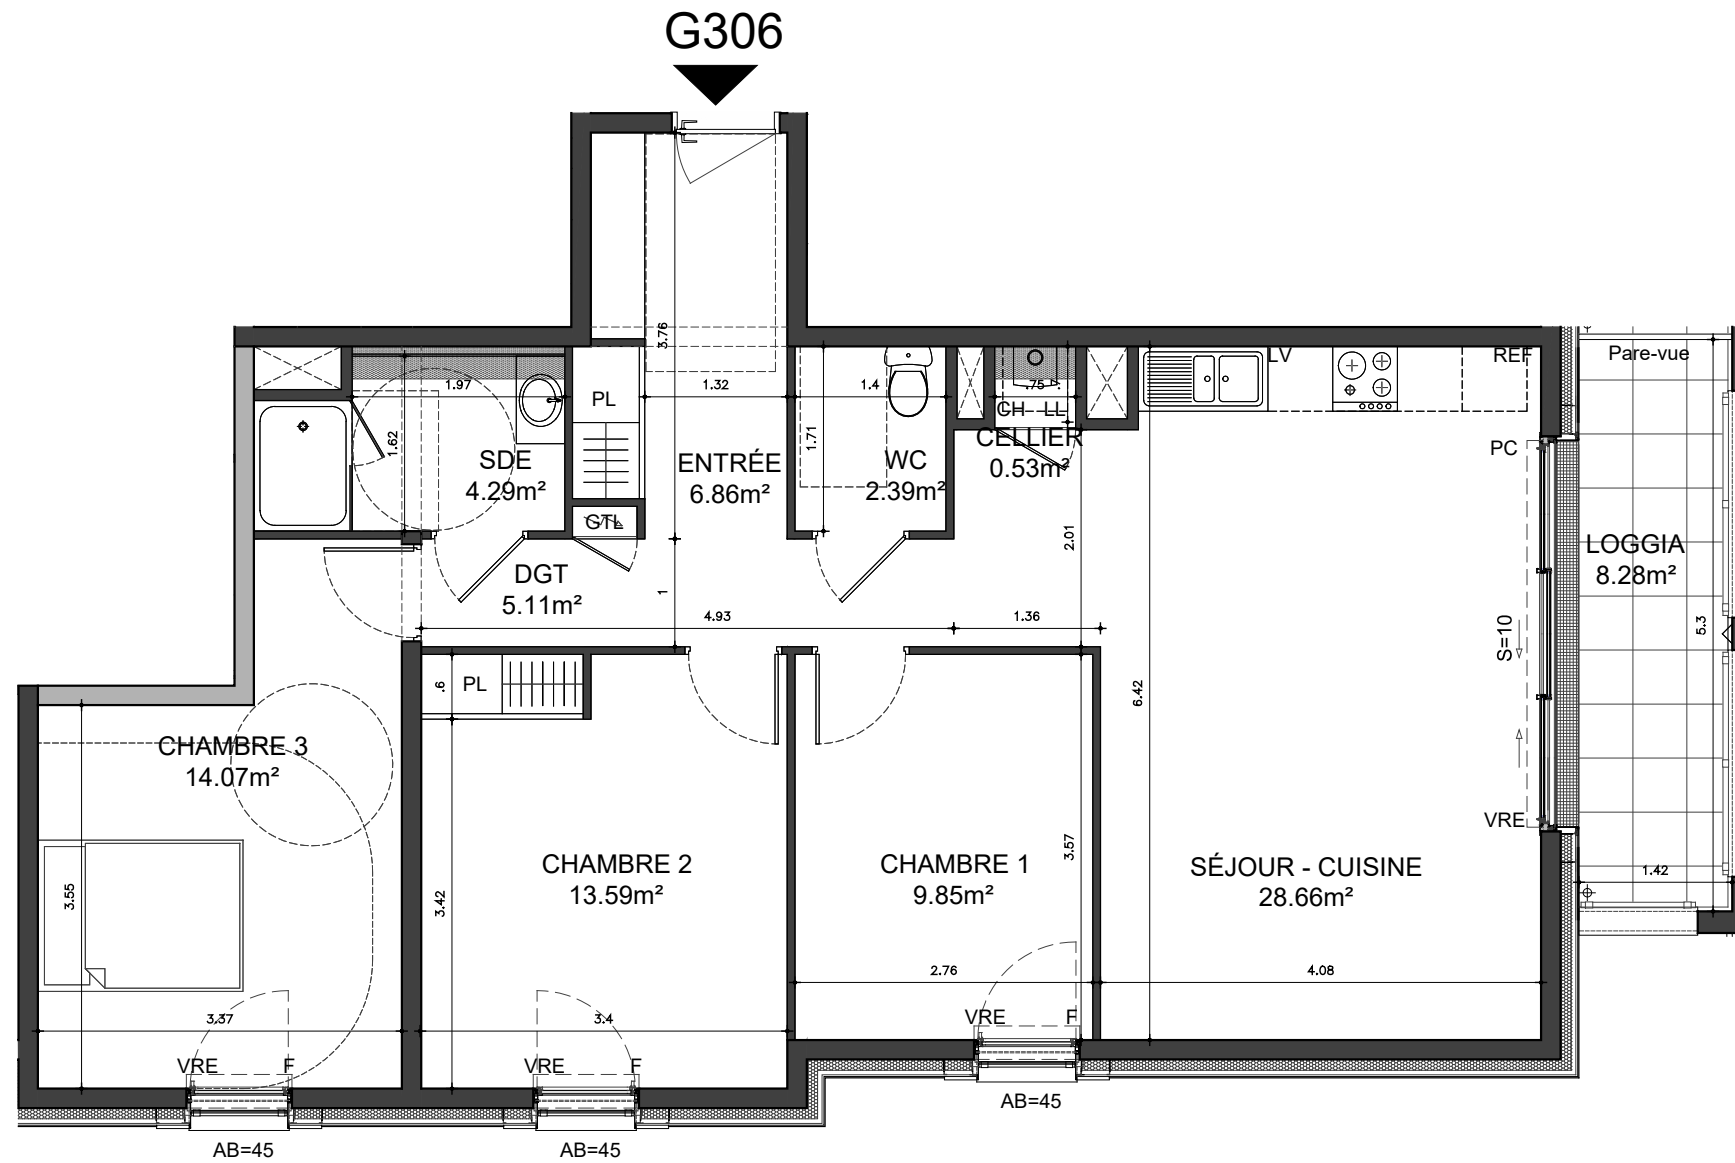 G306
3.76
Pare-vue
LV
REF
1.97
PL
1.32
1.4
.75
CH
LL
CELLIER
0.53m²
1.62
1.71
SDE
4.29m²
ENTRÉE
6.86m²
WC
2.39m²
PC
GTL
2.01
LOGGIA
8.28m²
DGT
5.11m²
1
4.93
1.36
S=10
5.3
.6
PL
6.42
CHAMBRE 3
14.07m²
VRE
3.55
3.42
CHAMBRE 2
13.59m²
CHAMBRE 1
9.85m²
3.57
SÉJOUR - CUISINE
28.66m²
1.42
2.76
4.08
3.37
3.4
VRE
F
VRE
F
VRE
F
AB=45
AB=45
AB=45